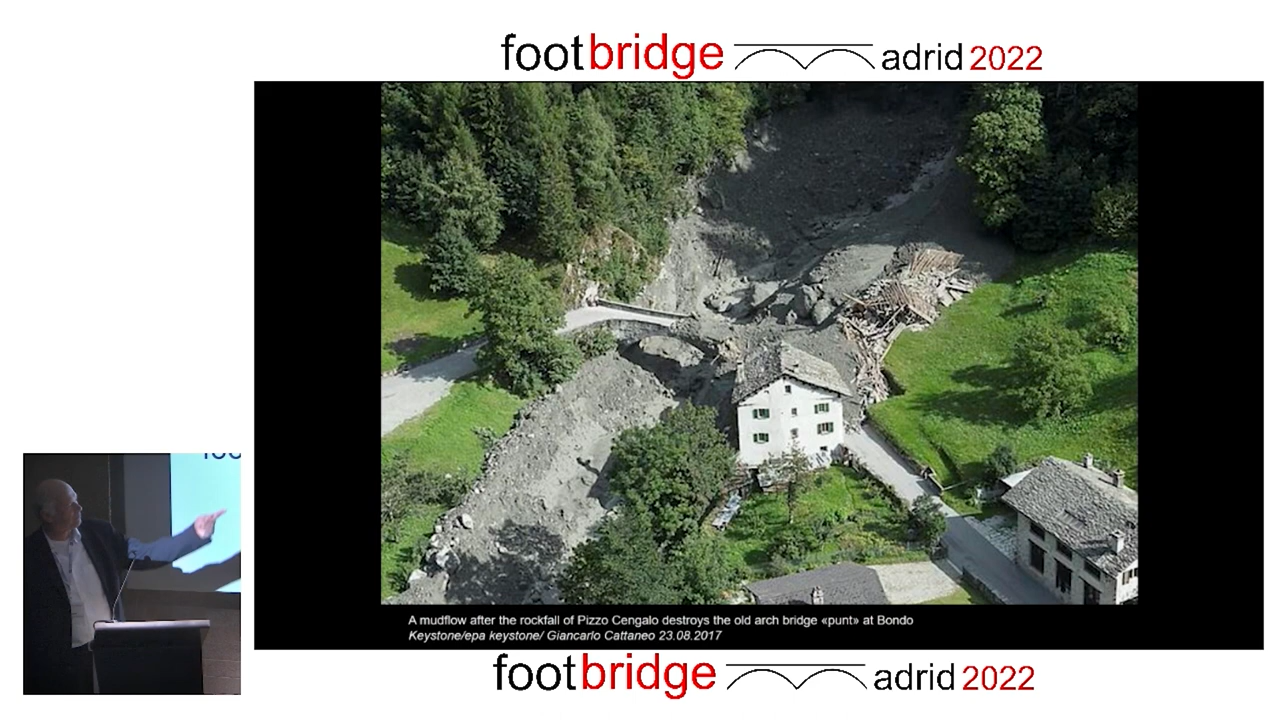 footbridge adrid 2022
A mudflow after the rockfall of Pizzo Cengalo destroys the old arch bridge «punt» at Bondo
Keystone/epa keystone/ Giancarlo Cattaneo 23.08.2017
footbridge adrid 2022